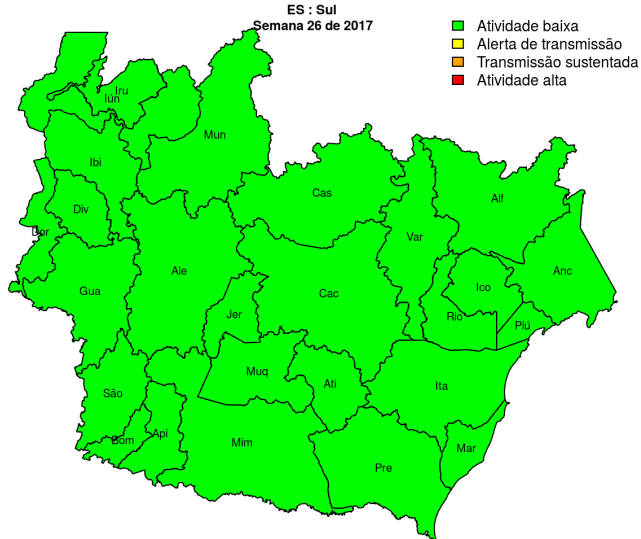 ES : Sul
Semana 26 de 2017
Atividade baixa
Alerta de transmissão
Transmissão sustentada
Atividade alta
Iru
Iún
Mun
Ibi
Cas
Alf
Div
Dor
Var
Ale
Anc
Gua
Cac
Ico
Jer
Rio
Piú
Muq
Ati
Ita
São
Api
Bom
Mim
Mar
Pre